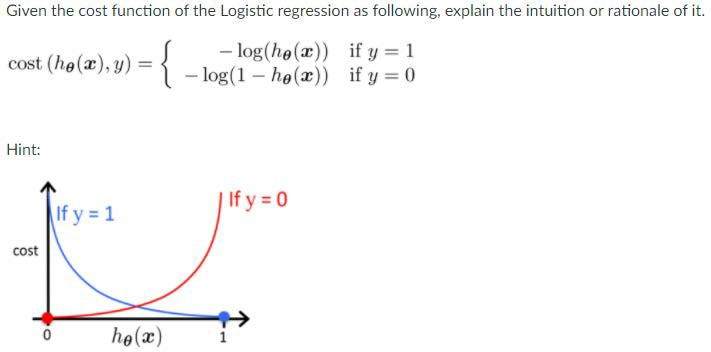 Given the cost function of the Logistic regression as following, explain the intuition or rationale of it.
cost (hθ(x), y) = { − log(hθ(x)) if y = 1
− log(1 − hθ(x)) if y = 0
Hint:
If y = 1
If y = 0
cost
0
hθ(x)
1